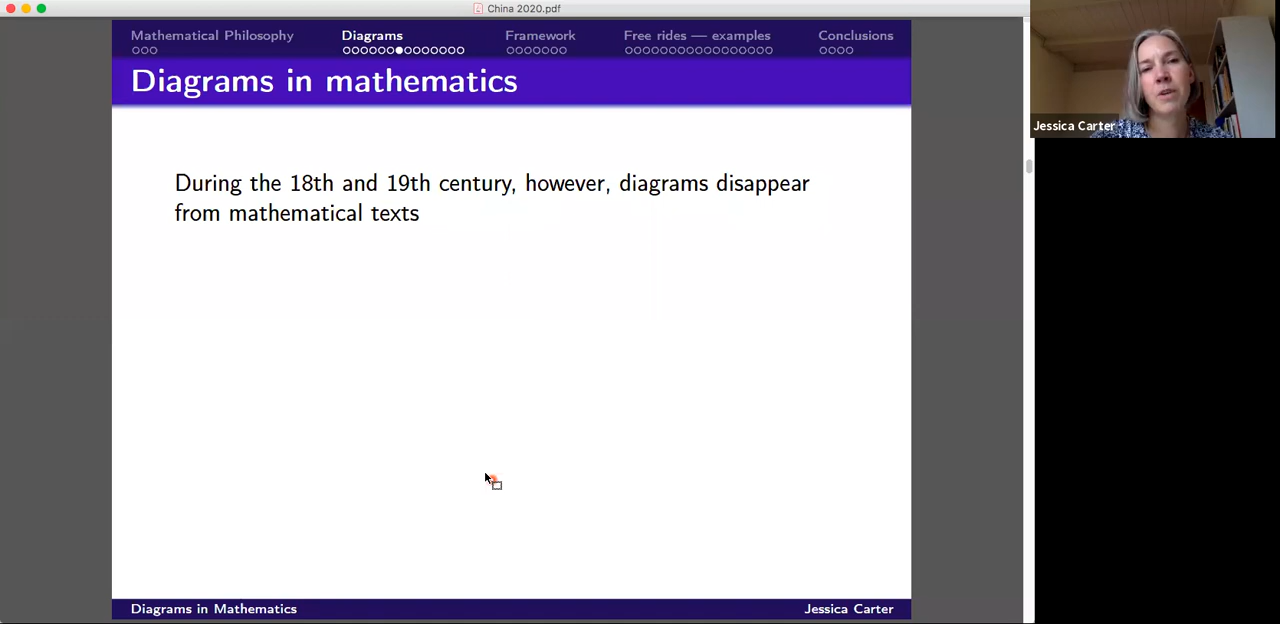 China 2020.pdf
Mathematical Philosophy Diagrams Framework Free rides — examples Conclusions
Diagrams in mathematics
During the 18th and 19th century, however, diagrams disappear
from mathematical texts
Diagrams in Mathematics Jessica Carter
Jessica Carter